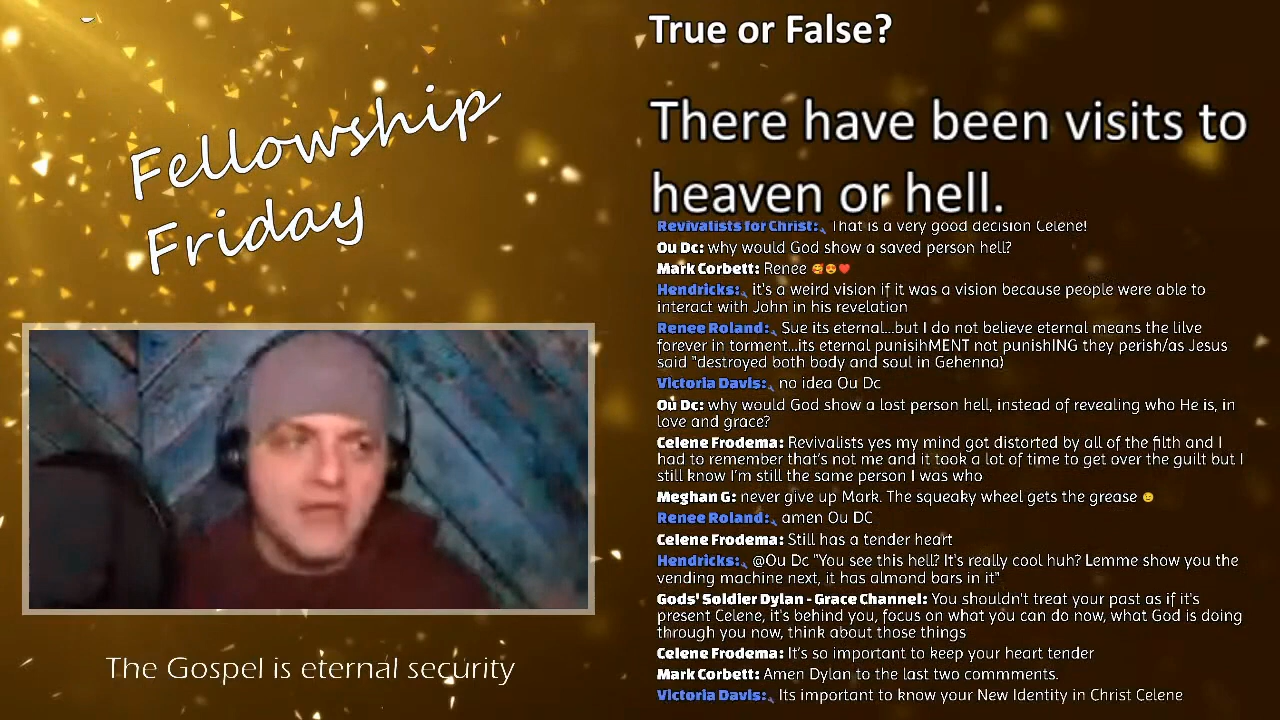 Fellowship
Friday
The Gospel is eternal security
True or False?
There have been visits to
heaven or hell.
Revivalists for Christ: That is a very good decision Celene!
Ou Dc: why would God show a saved person hell?
Mark Corbett: Renee 🥰😍❤️
Hendricks: it's a weird vision if it was a vision because people were able to
interact with John in his revelation
Renee Roland: Sue its eternal...but I do not believe eternal means the lilve
forever in torment...its eternal punisihMENT not punishING they perish/as Jesus
said "destroyed both body and soul in Gehenna)
Victoria Davis: no idea Ou Dc
Ou Dc: why would God show a lost person hell, instead of revealing who He is, in
love and grace?
Celene Frodema: Revivalists yes my mind got distorted by all of the filth and I
had to remember that's not me and it took a lot of time to get over the guilt but I
still know I'm still the same person I was who
Meghan G: never give up Mark. The squeaky wheel gets the grease 😉
Renee Roland: amen Ou DC
Celene Frodema: Still has a tender heart
Hendricks: @Ou Dc "You see this hell? It's really cool huh? Lemme show you the
vending machine next, it has almond bars in it"
Gods' Soldier Dylan - Grace Channel: You shouldn't treat your past as if it's
present Celene, it's behind you, focus on what you can do now, what God is doing
through you now, think about those things
Celene Frodema: It's so important to keep your heart tender
Mark Corbett: Amen Dylan to the last two commments.
Victoria Davis: Its important to know your New Identity in Christ Celene